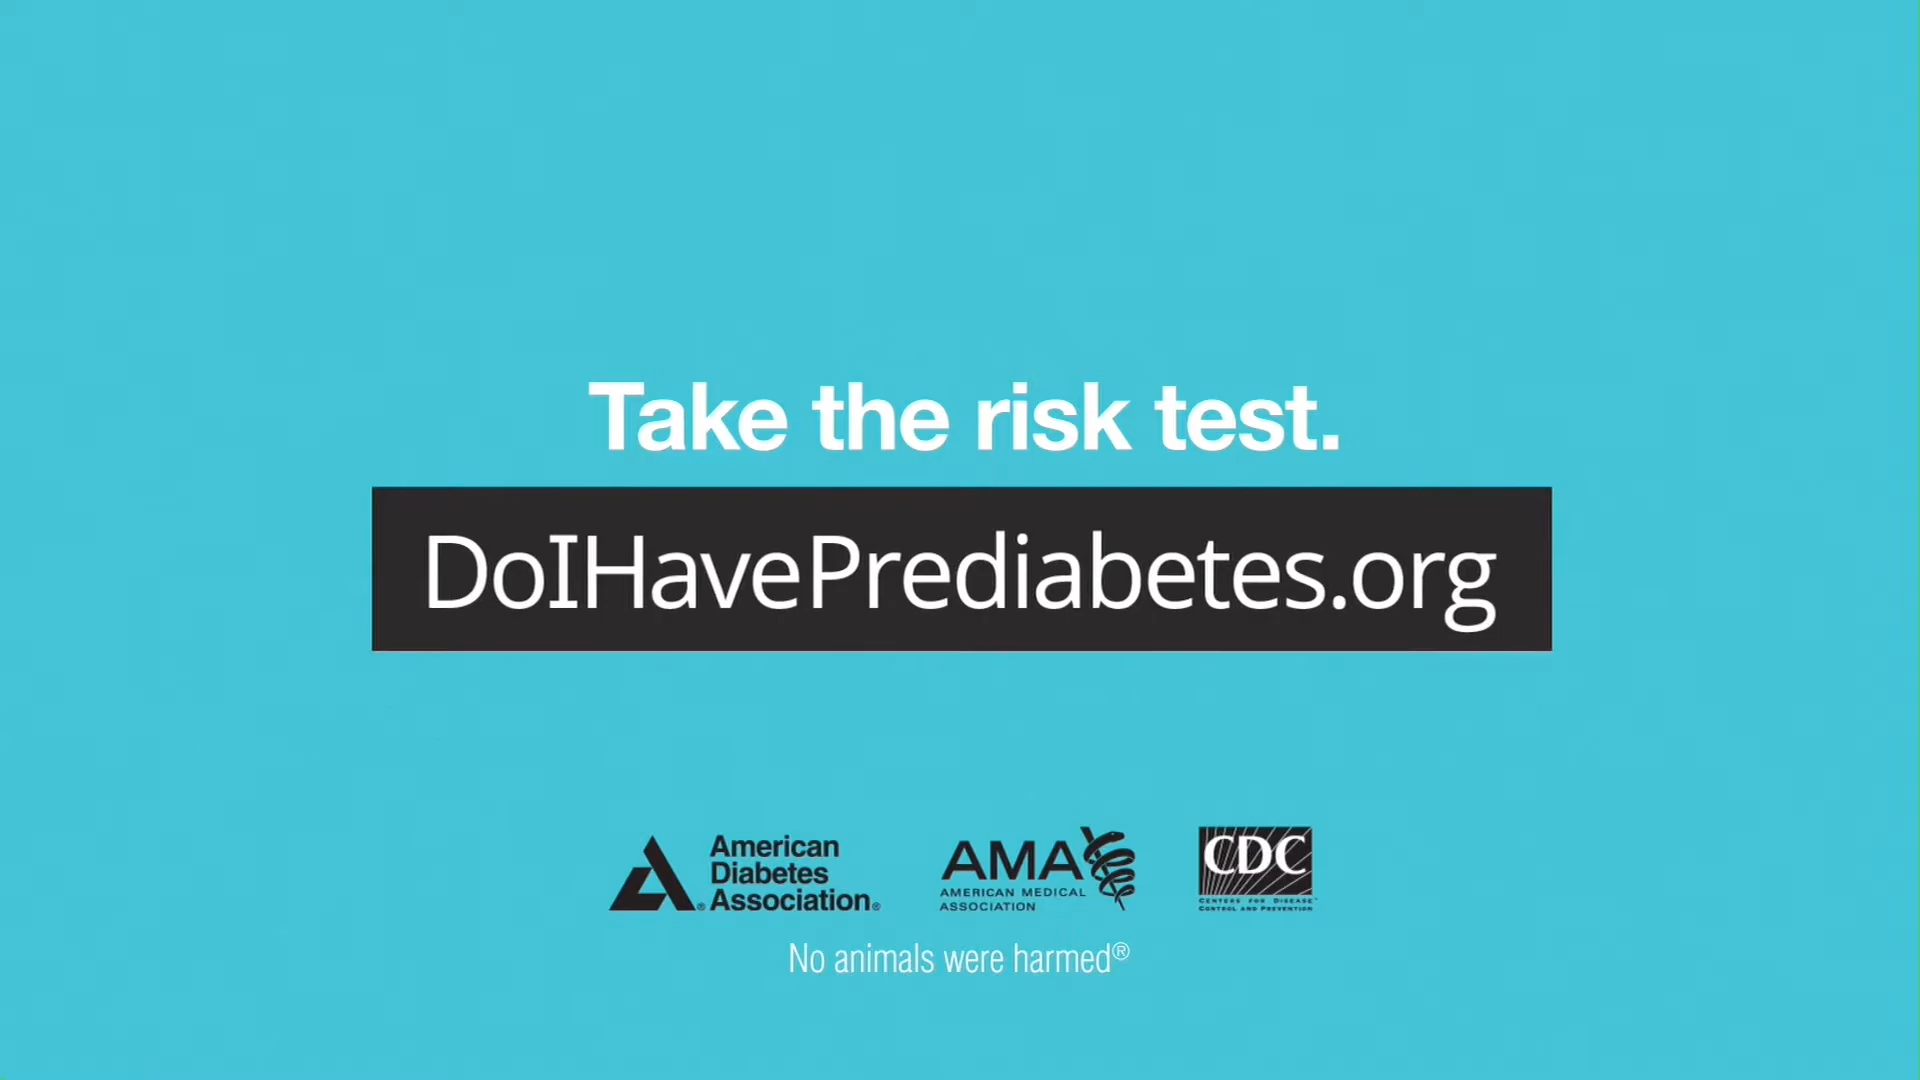 Take the risk test.
DoIHavePrediabetes.org
American
Diabetes
® Association®
AMA
AMERICAN MEDICAL
ASSOCIATION
CDC
CENTERS FOR DISEASE™
CONTROL AND PREVENTION
No animals were harmed®